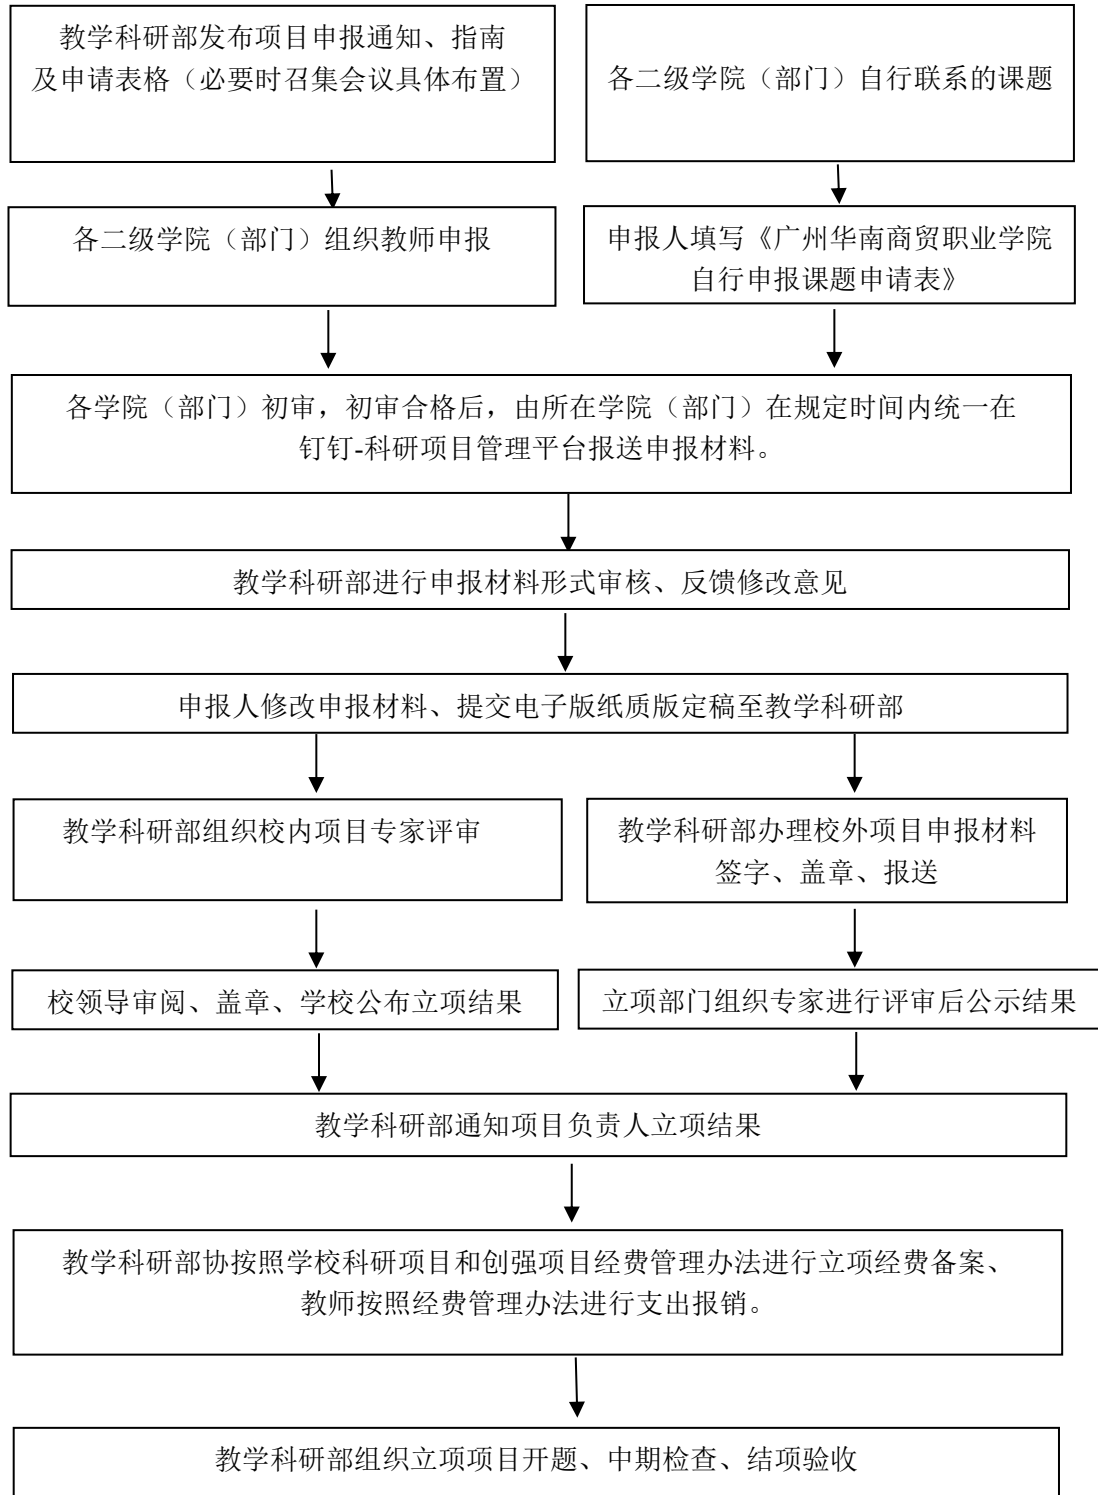 教学科研部发布项目申报通知、指南
及申请表格（必要时召集会议具体布置）
各二级学院（部门）自行联系的课题
各二级学院（部门）组织教师申报
申报人填写《广州华南商贸职业学院
自行申报课题申请表》
各学院（部门）初审，初审合格后，由所在学院（部门）在规定时间内统一在
钉钉-科研项目管理平台报送申报材料。
教学科研部进行申报材料形式审核、反馈修改意见
申报人修改申报材料、提交电子版纸质版定稿至教学科研部
教学科研部组织校内项目专家评审
教学科研部办理校外项目申报材料
签字、盖章、报送
校领导审阅、盖章、学校公布立项结果
立项部门组织专家进行评审后公示结果
教学科研部通知项目负责人立项结果
教学科研部协按照学校科研项目和创强项目经费管理办法进行立项经费备案、
教师按照经费管理办法进行支出报销。
教学科研部组织立项项目开题、中期检查、结项验收